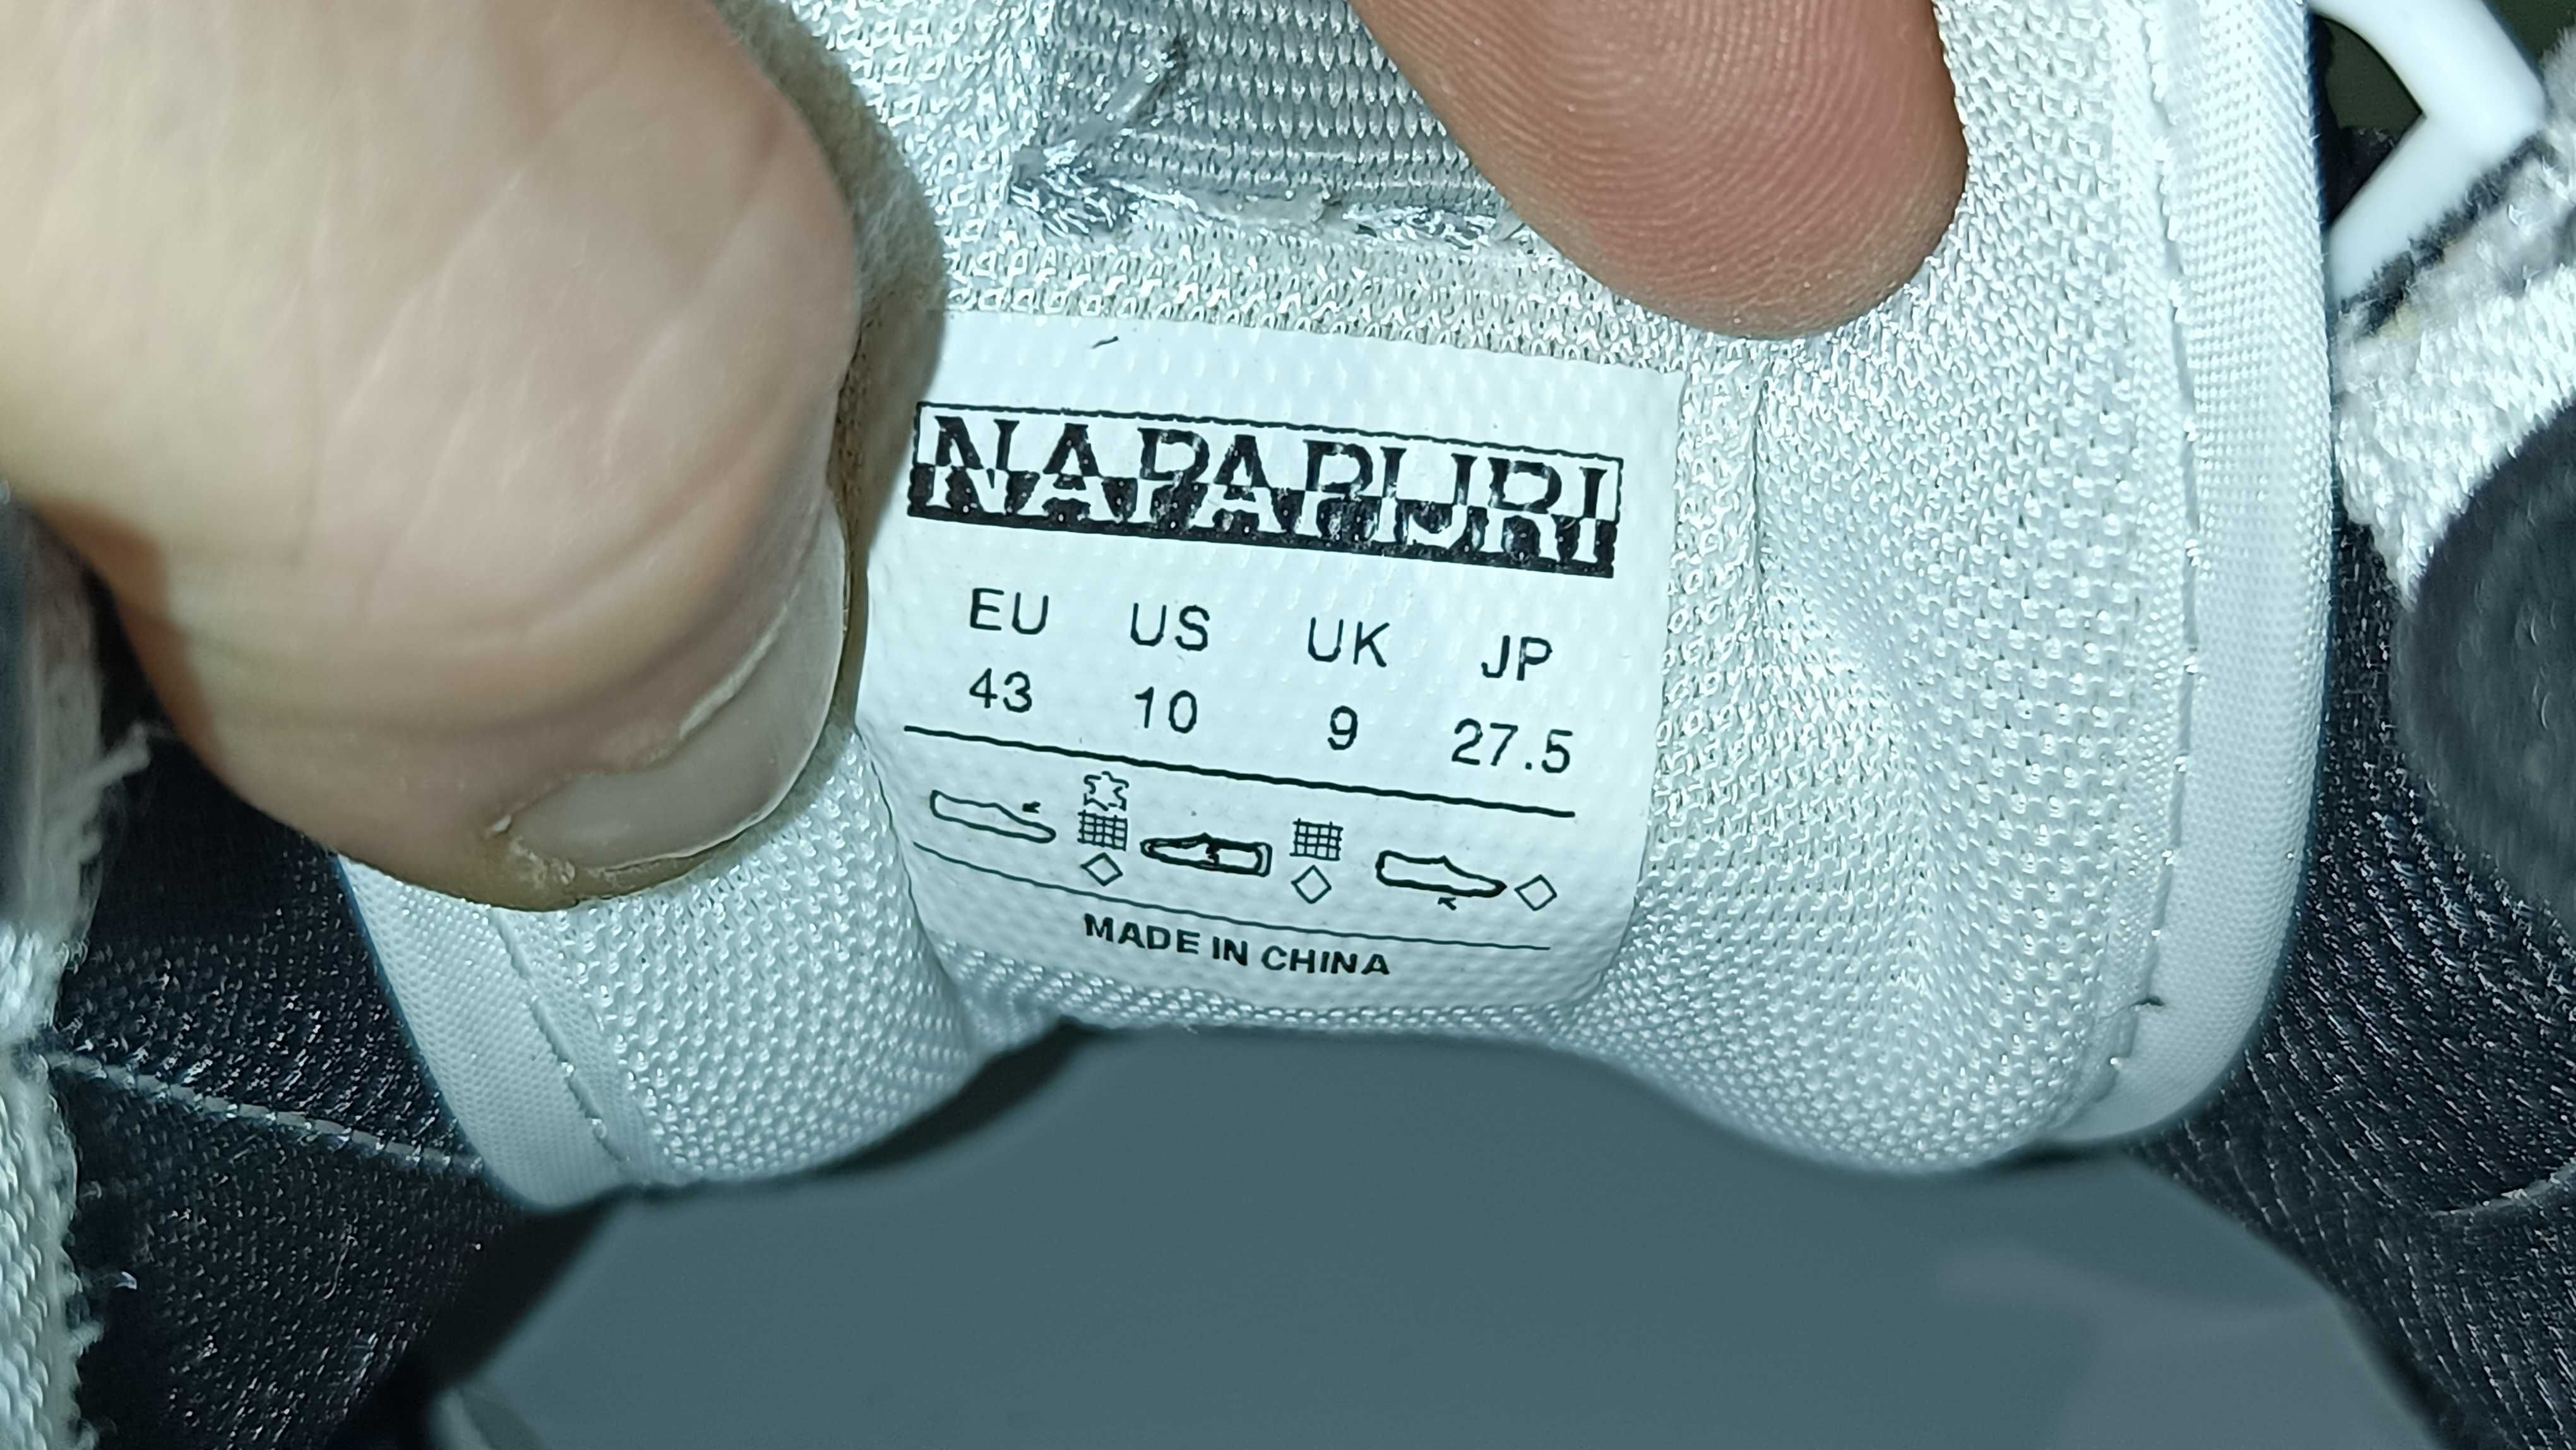 NAPAPIJRI
EU US UK JP
43 10 9 27.5
MADE IN CHINA